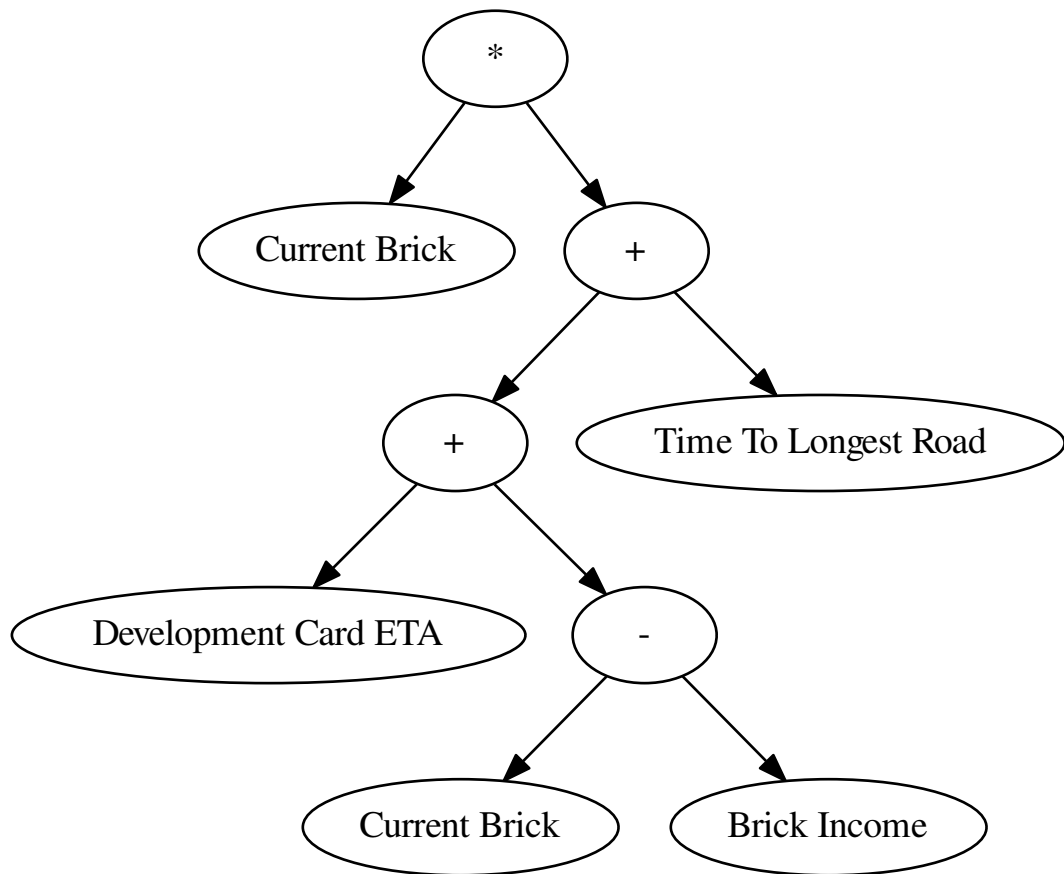 *
Current Brick
+
+
Time To Longest Road
Development Card ETA
-
Current Brick
Brick Income